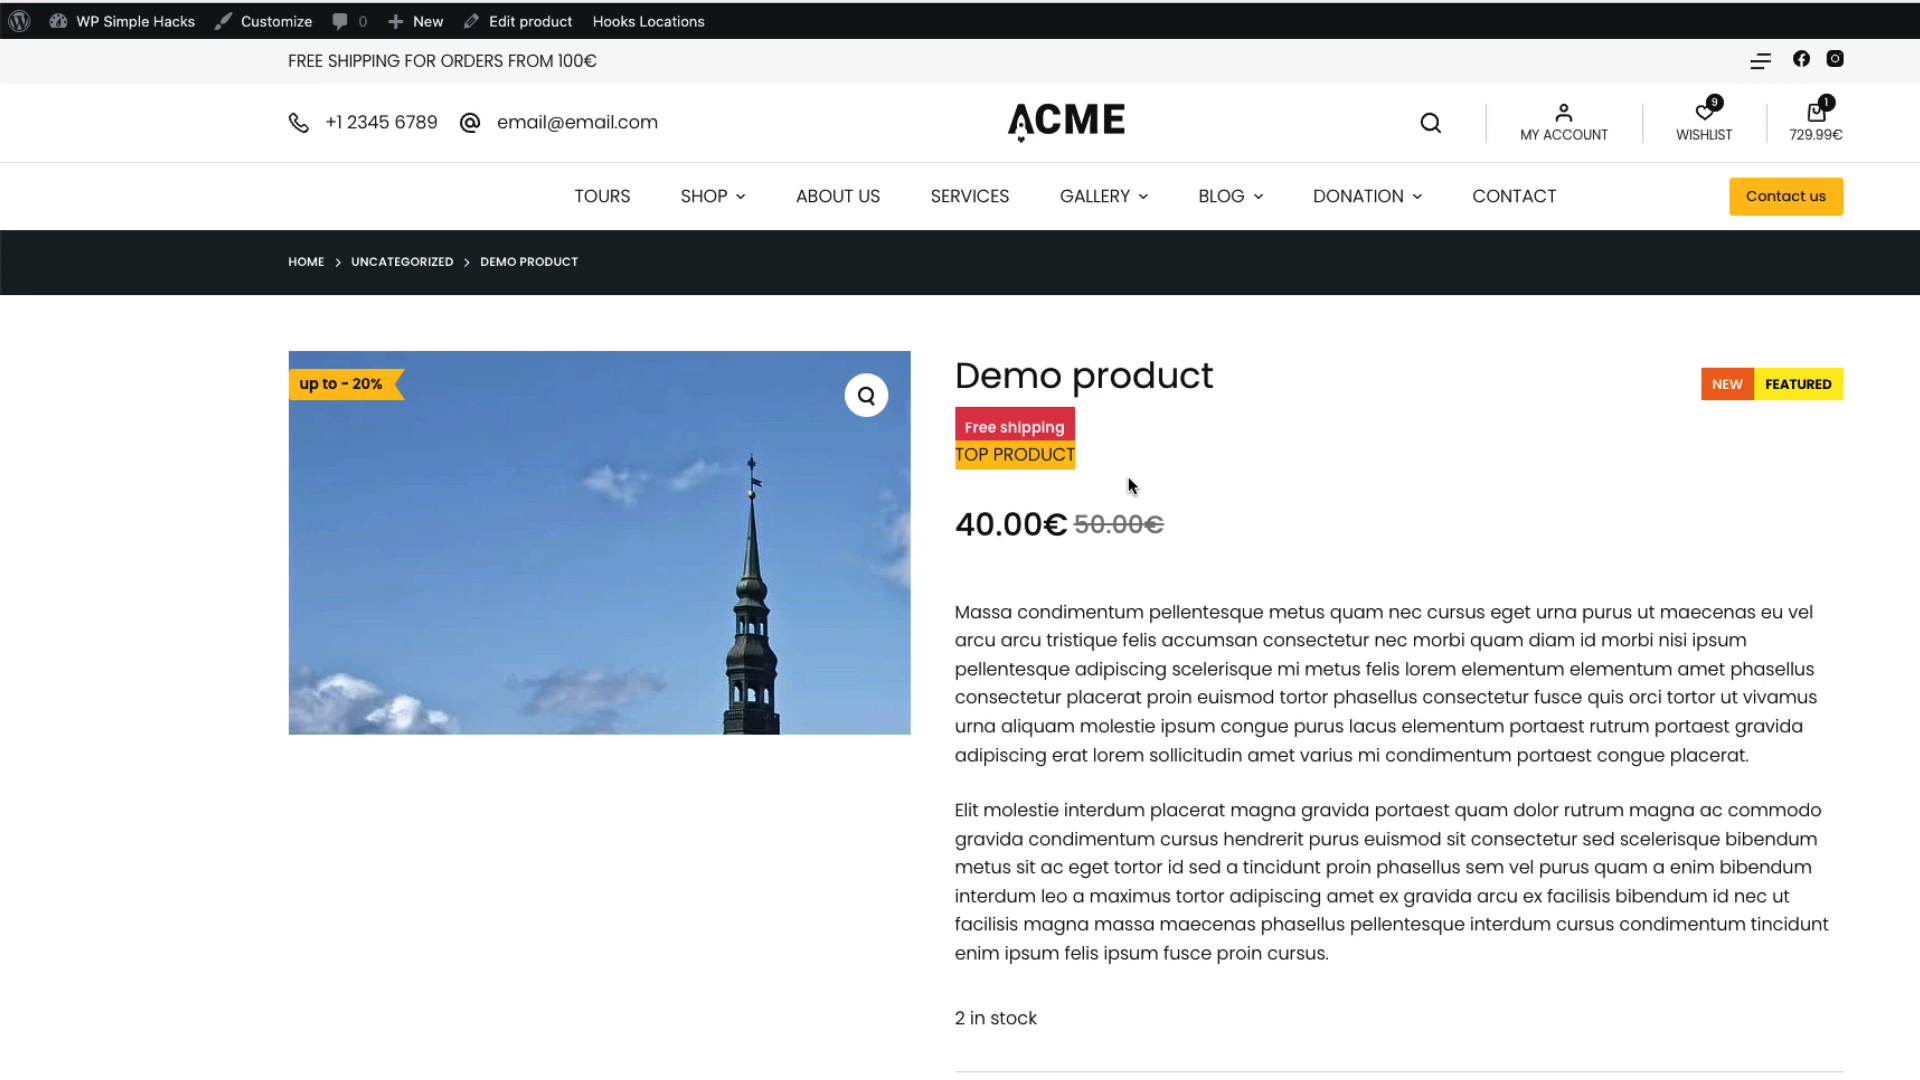 WP Simple Hacks Customize 0 New Edit product Hooks Locations
FREE SHIPPING FOR ORDERS FROM 100€
+1 2345 6789 email@email.com
ACME
MY ACCOUNT
9
WISHLIST
1
729.99€
TOURS SHOP ABOUT US SERVICES GALLERY BLOG DONATION CONTACT
Contact us
HOME > UNCATEGORIZED > DEMO PRODUCT
up to - 20%
Demo product
NEW FEATURED
Free shipping
TOP PRODUCT
40.00€ 50.00€
Massa condimentum pellentesque metus quam nec cursus eget urna purus ut maecenas eu vel
arcu arcu tristique felis accumsan consectetur nec morbi quam diam id morbi nisi ipsum
pellentesque adipiscing scelerisque mi metus felis lorem elementum elementum amet phasellus
consectetur placerat proin euismod tortor phasellus consectetur fusce quis orci tortor ut vivamus
urna aliquam molestie ipsum congue purus lacus elementum portaest rutrum portaest gravida
adipiscing erat lorem sollicitudin amet varius mi condimentum portaest congue placerat.
Elit molestie interdum placerat magna gravida portaest quam dolor rutrum magna ac commodo
gravida condimentum cursus hendrerit purus euismod sit consectetur sed scelerisque bibendum
metus sit ac eget tortor id sed a tincidunt proin phasellus sem vel purus quam a enim bibendum
interdum leo a maximus tortor adipiscing amet ex gravida arcu ex facilisis bibendum id nec ut
facilisis magna massa maecenas phasellus pellentesque interdum cursus condimentum tincidunt
enim ipsum felis ipsum fusce proin cursus.
2 in stock